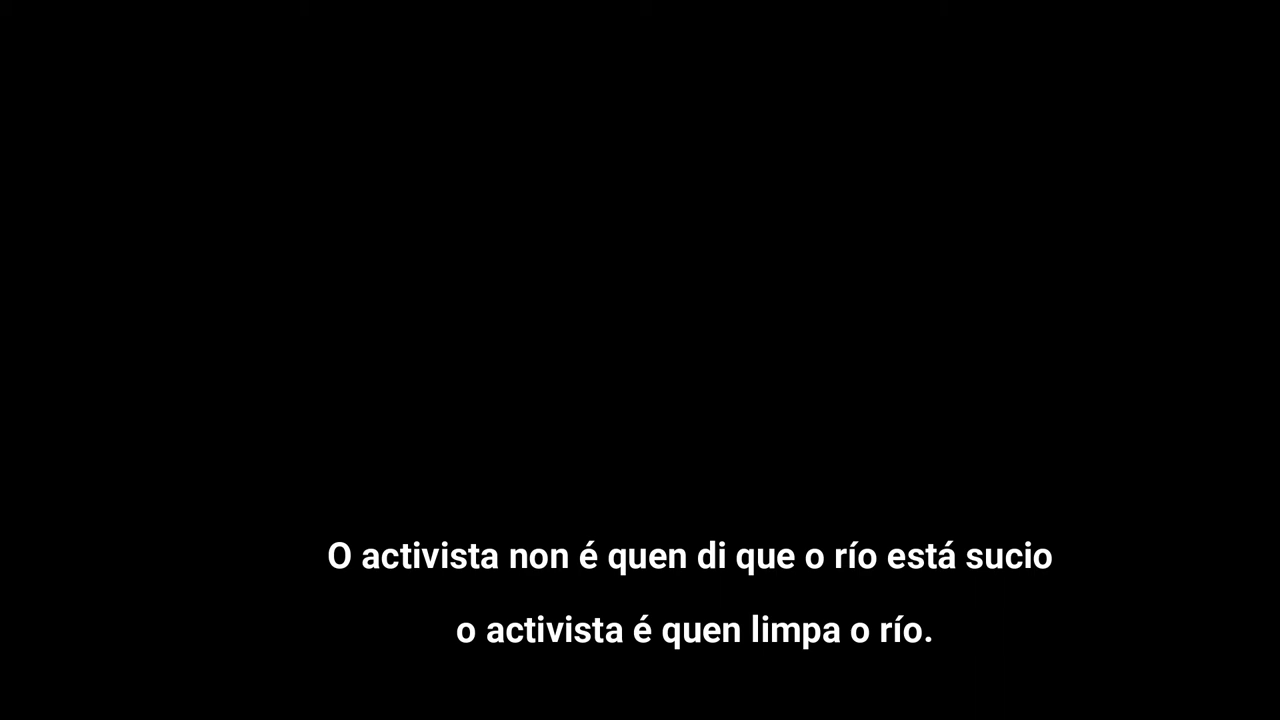 O activista non é quen di que o río está sucio
o activista é quen limpa o río.